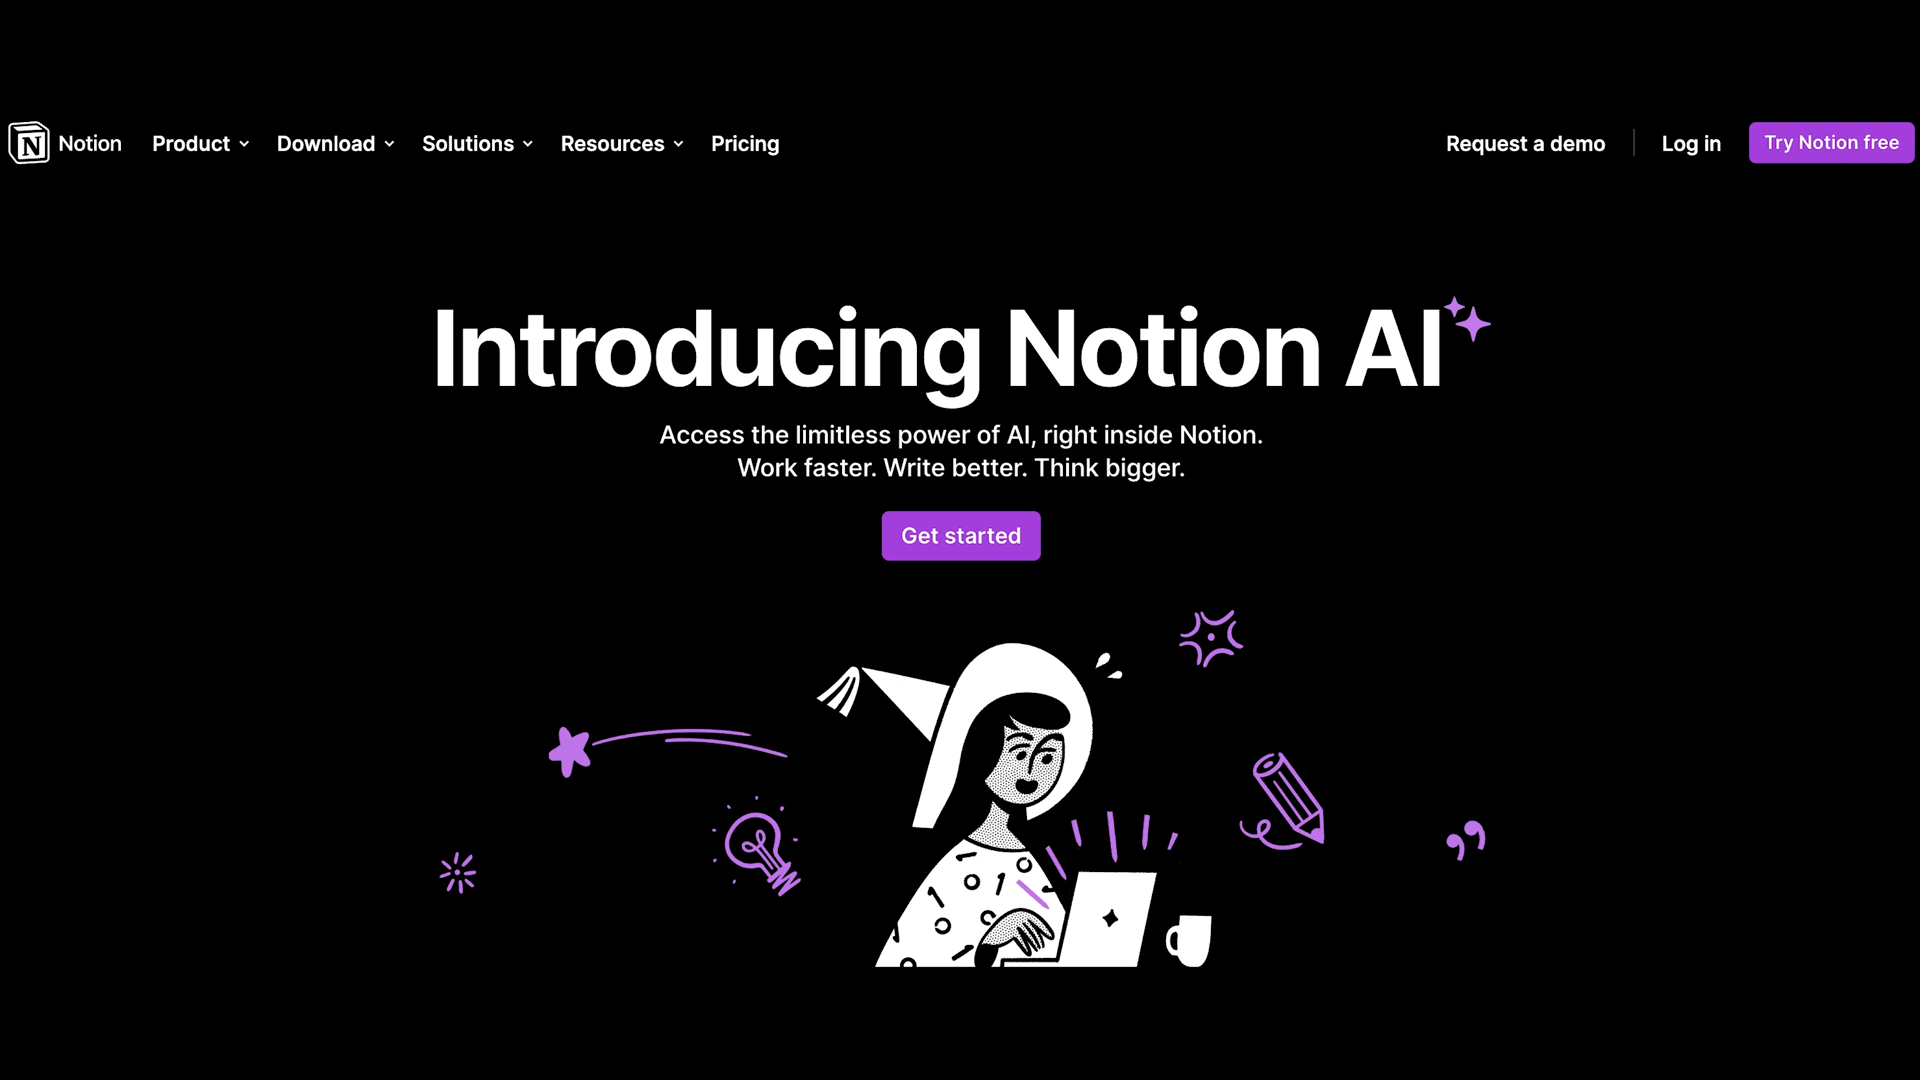 Notion Product Download Solutions Resources Pricing Request a demo Log in Try Notion free
Introducing Notion AI
Access the limitless power of AI, right inside Notion.
Work faster. Write better. Think bigger.
Get started